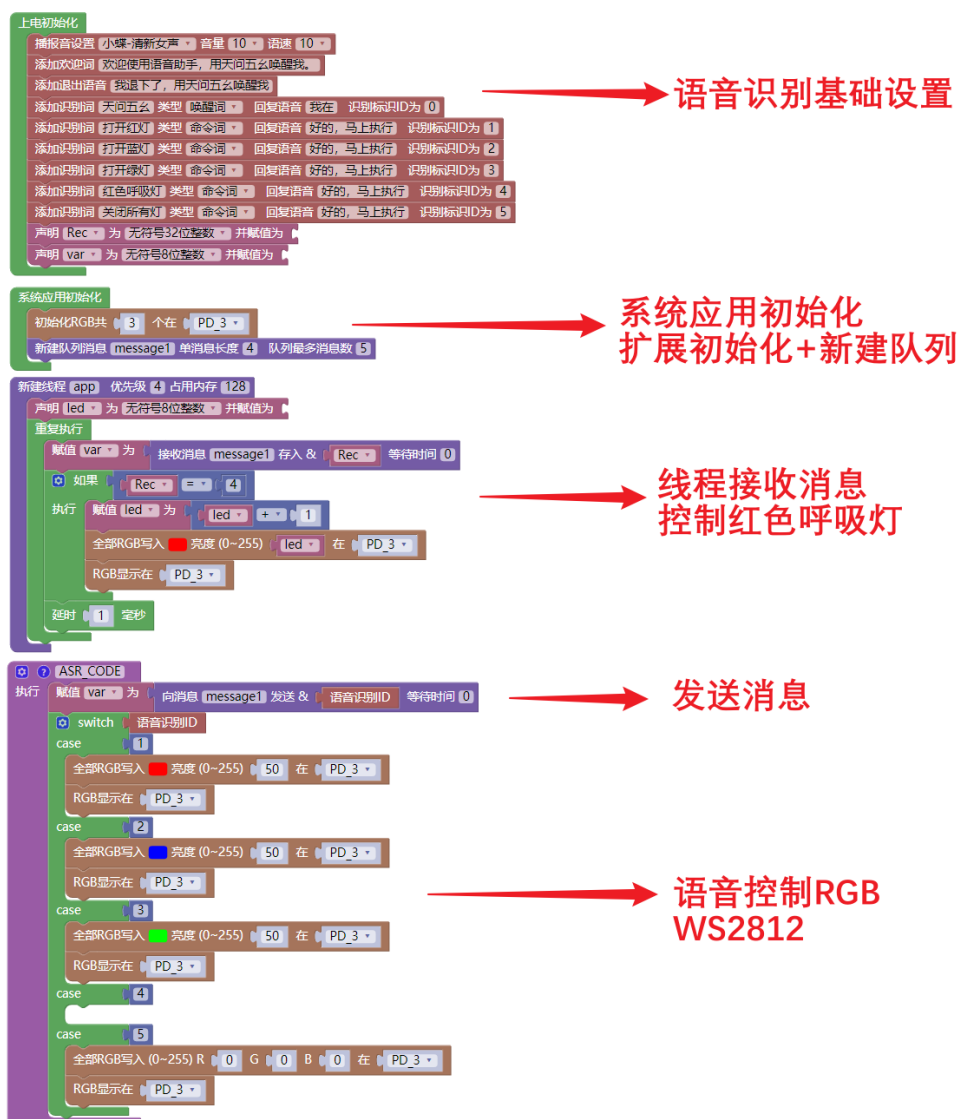 上电初始化
播报音设置 小蝶-清新女声 音量 10 语速 10
添加欢迎词 欢迎使用语音助手，用天问五幺唤醒我。
添加退出语音 我退下了，用天问五幺唤醒我
添加识别词 天问五幺 类型 唤醒词 回复语音 我在 识别标识ID为 0
添加识别词 打开红灯 类型 命令词 回复语音 好的，马上执行 识别标识ID为 1
添加识别词 打开蓝灯 类型 命令词 回复语音 好的，马上执行 识别标识ID为 2
添加识别词 打开绿灯 类型 命令词 回复语音 好的，马上执行 识别标识ID为 3
添加识别词 红色呼吸灯 类型 命令词 回复语音 好的，马上执行 识别标识ID为 4
添加识别词 关闭所有灯 类型 命令词 回复语音 好的，马上执行 识别标识ID为 5
声明 Rec 为 无符号32位整数 并赋值为
声明 var 为 无符号8位整数 并赋值为
语音识别基础设置
系统应用初始化
初始化RGB共 3 个在 PD_3
新建队列消息 message1 单消息长度 4 队列最多消息数 5
系统应用初始化
扩展初始化+新建队列
新建线程 app 优先级 4 占用内存 128
声明 led 为 无符号8位整数 并赋值为
重复执行
赋值 var 为 接收消息 message1 存入 & Rec 等待时间 0
如果 Rec = 4
执行 赋值 led 为 led + 1
全部RGB写入 亮度 (0~255) led 在 PD_3
RGB显示在 PD_3
延时 1 毫秒
线程接收消息
控制红色呼吸灯
? ASR_CODE
执行 赋值 var 为 向消息 message1 发送 & 语音识别ID 等待时间 0
发送消息
switch 语音识别ID
case 1
全部RGB写入 亮度 (0~255) 50 在 PD_3
RGB显示在 PD_3
case 2
全部RGB写入 亮度 (0~255) 50 在 PD_3
RGB显示在 PD_3
case 3
全部RGB写入 亮度 (0~255) 50 在 PD_3
RGB显示在 PD_3
case 4
case 5
全部RGB写入 (0~255) R 0 G 0 B 0 在 PD_3
RGB显示在 PD_3
语音控制RGB
WS2812